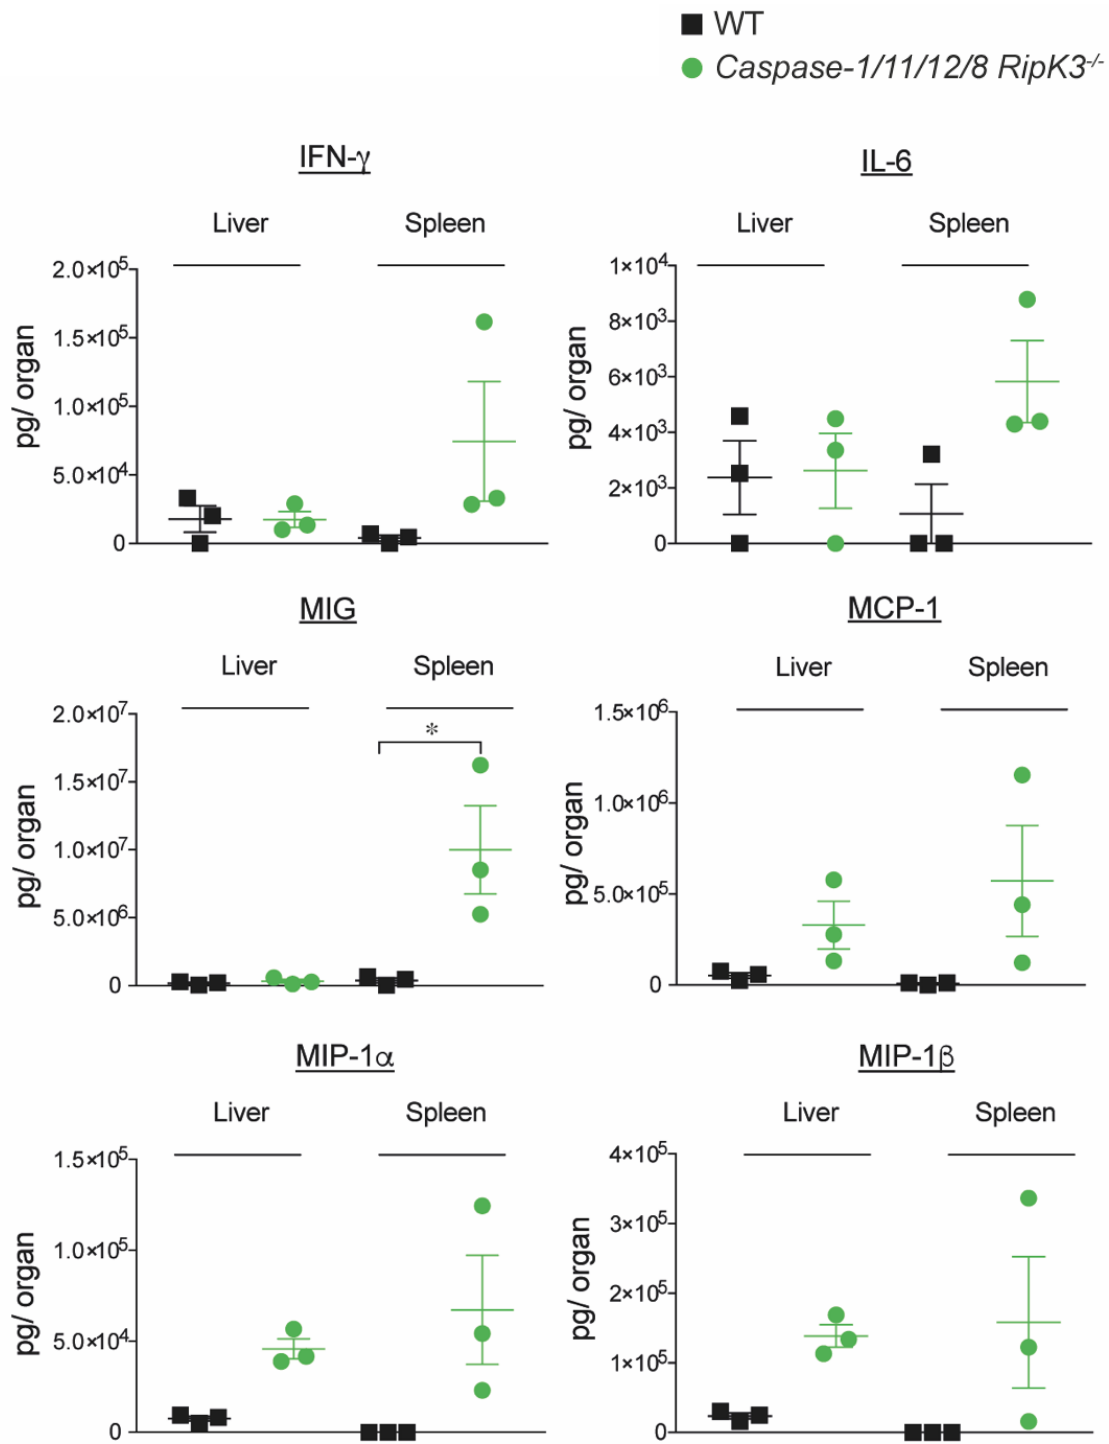 WT
Caspase-1/11/12/8 RipK3-/-
IFN-γ
Liver Spleen
pg/ organ
2.0×10⁵
1.5×10⁵
1.0×10⁵
5.0×10⁴
0
IL-6
Liver Spleen
pg/ organ
1×10⁴
8×10³
6×10³
4×10³
2×10³
0
MIG
Liver Spleen
*
pg/ organ
2.0×10⁷
1.5×10⁷
1.0×10⁷
5.0×10⁶
0
MCP-1
Liver Spleen
pg/ organ
1.5×10⁶
1.0×10⁶
5.0×10⁵
0
MIP-1α
Liver Spleen
pg/ organ
1.5×10⁵
1.0×10⁵
5.0×10⁴
0
MIP-1β
Liver Spleen
pg/ organ
4×10⁵
3×10⁵
2×10⁵
1×10⁵
0